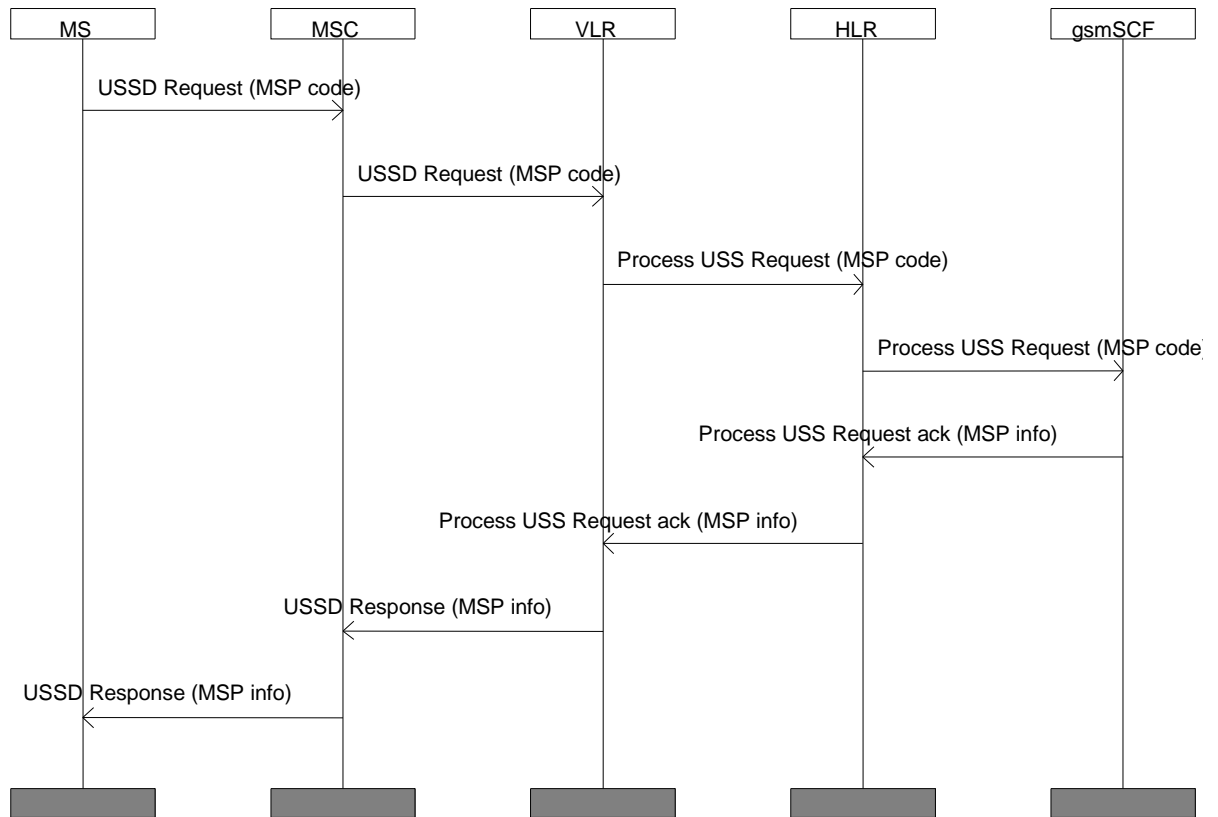 MS MSC VLR HLR gsmSCF
USSD Request (MSP code)
USSD Request (MSP code)
Process USS Request (MSP code)
Process USS Request (MSP code)
Process USS Request ack (MSP info)
Process USS Request ack (MSP info)
USSD Response (MSP info)
USSD Response (MSP info)